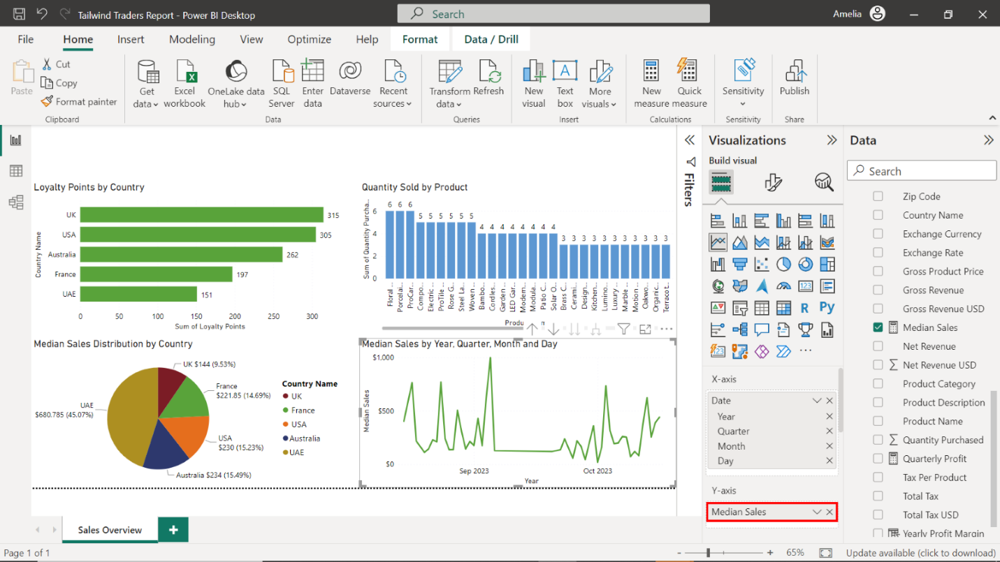 Tailwind Traders Report - Power BI Desktop
Search
Amelia
File Home Insert Modeling View Optimize Help Format Data / Drill
Paste
Cut
Copy
Format painter
Clipboard
Get data
Excel workbook
OneLake data hub
SQL Server
Enter data
Dataverse
Recent sources
Data
Transform data
Refresh
Queries
New visual
Text box
More visuals
Insert
New measure
Quick measure
Calculations
Sensitivity
Sensitivity
Publish
Share
Loyalty Points by Country
Country Name
UK 315
USA 305
Australia 262
France 197
UAE 151
0 50 100 150 200 250 300
Sum of Loyalty Points
Quantity Sold by Product
Sum of Quantity Purcha...
6
4
2
0
6 6 6 5 5 5 5 5 5 4 4 4 4 4 4 4 4 3 3 3 3 3 3 3 3 3 3 3
Floral ...
Porcelai...
ProCar...
Compo...
Electric ...
ProTile ...
Rose G...
Steel La...
Woven ...
Bambo...
Cordles...
Garden ...
LED Gar...
Modern...
Modula...
Patio C...
Solar O...
Brass C...
Cerami...
Design...
Kitchen...
Lumino...
Luxury ...
Marble ...
Motion ...
Oakwo...
Organic...
Terracot...
Median Sales Distribution by Country
UK $144 (9.53%)
France
$221.85 (14.69%)
USA
$230 (15.23%)
Australia $234 (15.49%)
UAE
$680.785 (45.07%)
Country Name
UK
France
USA
Australia
UAE
Median Sales by Year, Quarter, Month and Day
Median Sales
$1,000
$500
$0
Sep 2023 Oct 2023
Year
Filters
Visualizations
Build visual
123
R
Py
123
X-axis
Date
Year
Quarter
Month
Day
Y-axis
Median Sales
Data
Search
Zip Code
Country Name
Exchange Currency
Exchange Rate
Gross Product Price
Gross Revenue
Gross Revenue USD
Median Sales
Net Revenue
Net Revenue USD
Product Category
Product Description
Product Name
Quantity Purchased
Quarterly Profit
Tax Per Product
Total Tax
Total Tax USD
Yearly Profit Margin
Sales Overview
Page 1 of 1
65%
Update available (click to download)